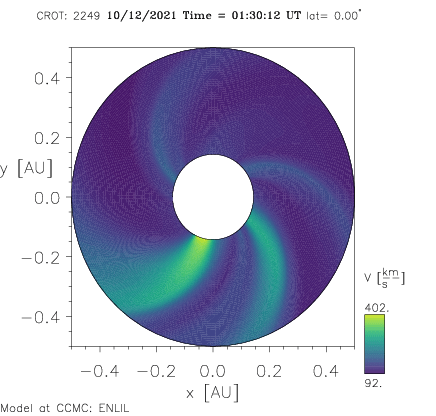 CROT: 2249 10/12/2021 Time = 01:30:12 UT lat= 0.00°
0.4
0.2
y [AU]
0.0
−0.2
−0.4
V [km/s]
402.
92.
−0.4 −0.2 0.0 0.2 0.4
x [AU]
Model at CCMC: ENLIL